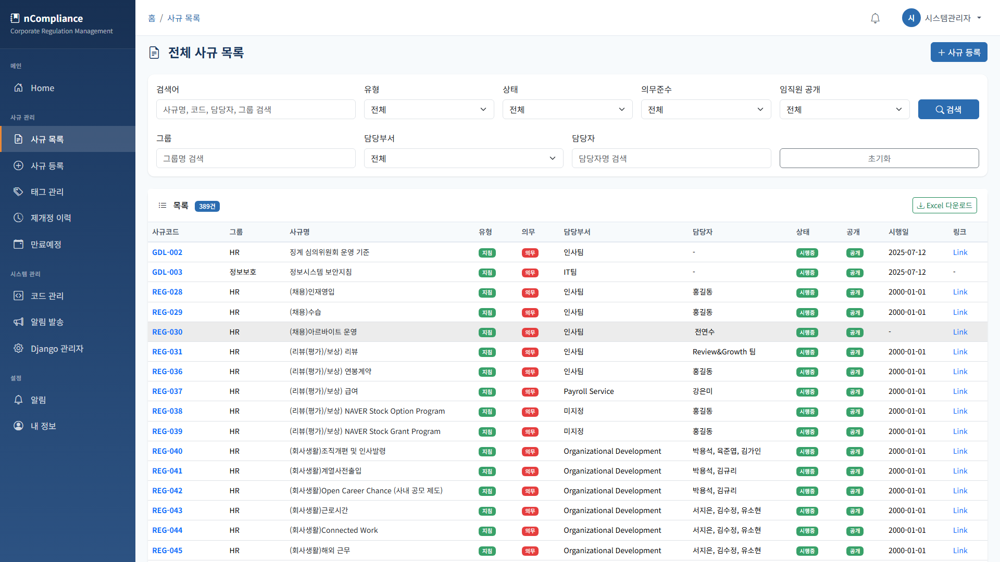 nCompliance
Corporate Regulation Management
메인
Home
사규 관리
사규 목록
사규 등록
태그 관리
제개정 이력
만료예정
시스템 관리
코드 관리
알림 발송
Django 관리자
설정
알림
내 정보
홈 / 사규 목록
시 시스템관리자
전체 사규 목록
+ 사규 등록
검색어 유형 상태 의무준수 임직원 공개
사규명, 코드, 담당자, 그룹 검색 전체 전체 전체 전체 검색
그룹 담당부서 담당자
그룹명 검색 전체 담당자명 검색 초기화
목록 389건 Excel 다운로드
사규코드 그룹 사규명 유형 의무 담당부서 담당자 상태 공개 시행일 링크
GDL-002 HR 징계 심의위원회 운영 기준 지침 의무 인사팀 - 시행중 공개 2025-07-12 Link
GDL-003 정보보호 정보시스템 보안지침 지침 의무 IT팀 - 시행중 공개 2025-07-12 -
REG-028 HR (채용)인재영입 지침 의무 인사팀 홍길동 시행중 공개 2000-01-01 Link
REG-029 HR (채용)수습 지침 의무 인사팀 홍길동 시행중 공개 2000-01-01 Link
REG-030 HR (채용)아르바이트 운영 지침 의무 인사팀 전연수 시행중 공개 - Link
REG-031 HR (리뷰(평가)/보상) 리뷰 지침 의무 인사팀 Review&Growth 팀 시행중 공개 2000-01-01 Link
REG-036 HR (리뷰(평가)/보상) 연봉계약 지침 의무 인사팀 홍길동 시행중 공개 2000-01-01 Link
REG-037 HR (리뷰(평가)/보상) 급여 지침 의무 Payroll Service 강은미 시행중 공개 2000-01-01 Link
REG-038 HR (리뷰(평가)/보상) NAVER Stock Option Program 지침 의무 미지정 홍길동 시행중 공개 2000-01-01 Link
REG-039 HR (리뷰(평가)/보상) NAVER Stock Grant Program 지침 의무 미지정 홍길동 시행중 공개 2000-01-01 Link
REG-040 HR (회사생활)조직개편 및 인사발령 지침 의무 Organizational Development 박용석, 육준엽, 김가인 시행중 공개 2000-01-01 Link
REG-041 HR (회사생활)계열사전출입 지침 의무 Organizational Development 박용석, 김규리 시행중 공개 2000-01-01 Link
REG-042 HR (회사생활)Open Career Chance (사내 공모 제도) 지침 의무 Organizational Development 박용석, 김규리 시행중 공개 2000-01-01 Link
REG-043 HR (회사생활)근로시간 지침 의무 Organizational Development 서지은, 김수정, 유소현 시행중 공개 2000-01-01 Link
REG-044 HR (회사생활)Connected Work 지침 의무 Organizational Development 서지은, 김수정, 유소현 시행중 공개 2000-01-01 Link
REG-045 HR (회사생활)해외 근무 지침 의무 Organizational Development 서지은, 김수정, 유소현 시행중 공개 2000-01-01 Link